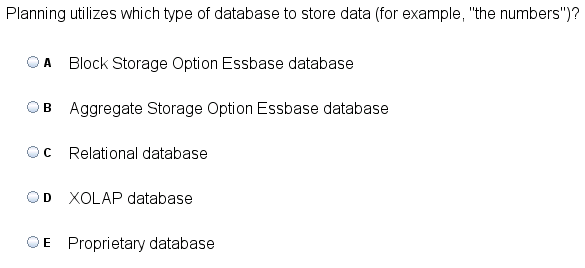 Planning utilizes which type of database to store data (for example, "the numbers")?
A Block Storage Option Essbase database
B Aggregate Storage Option Essbase database
C Relational database
D XOLAP database
E Proprietary database